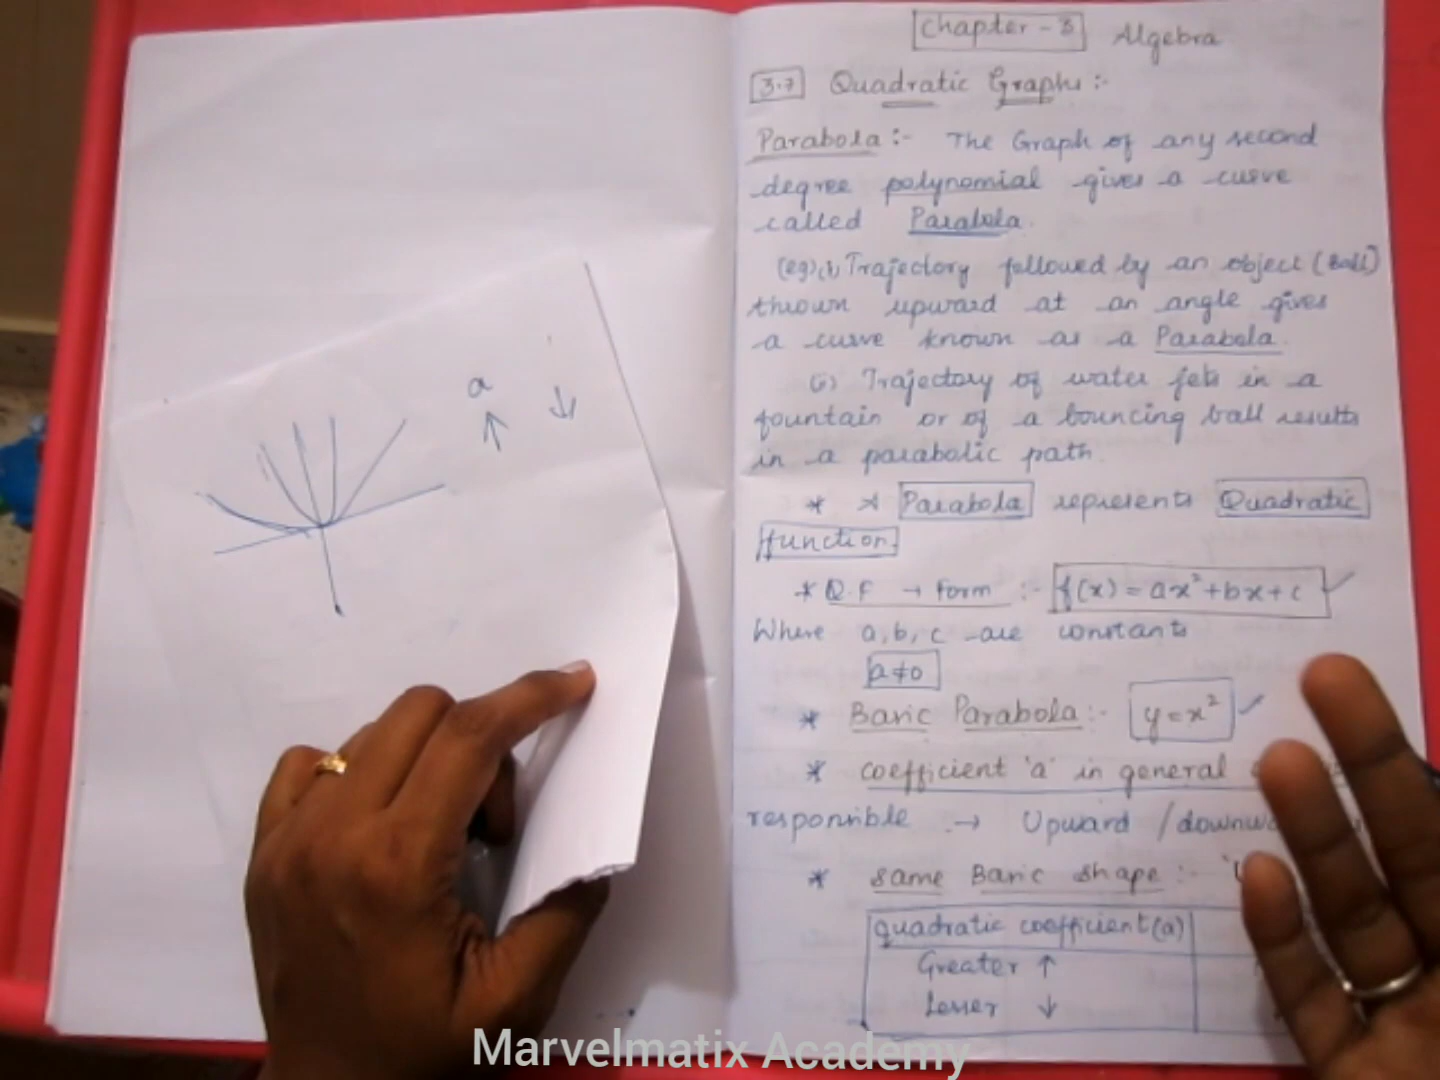 Chapter - 3 Algebra
3.7 Quadratic Graphs :-
Parabola :- The Graph of any second
degree polynomial gives a curve
called Parabola.
(eg) (i) Trajectory followed by an object (Ball)
thrown upward at an angle gives
a curve known as a Parabola.
(ii) Trajectory of water jets in a
fountain or of a bouncing ball results
in a parabolic path
* A Parabola represents Quadratic
function.
* Q.F → Form :- f(x) = ax²+bx+c ✓
Where a, b, c are constants
a≠0
* Basic Parabola :- y=x² ✓
* coefficient 'a' in general
responsible → Upward /
* same Basic shape :-
quadratic coefficient (a)
Greater ↑
Lesser ↓
a
↑ ↓
Marvelmatix Academy